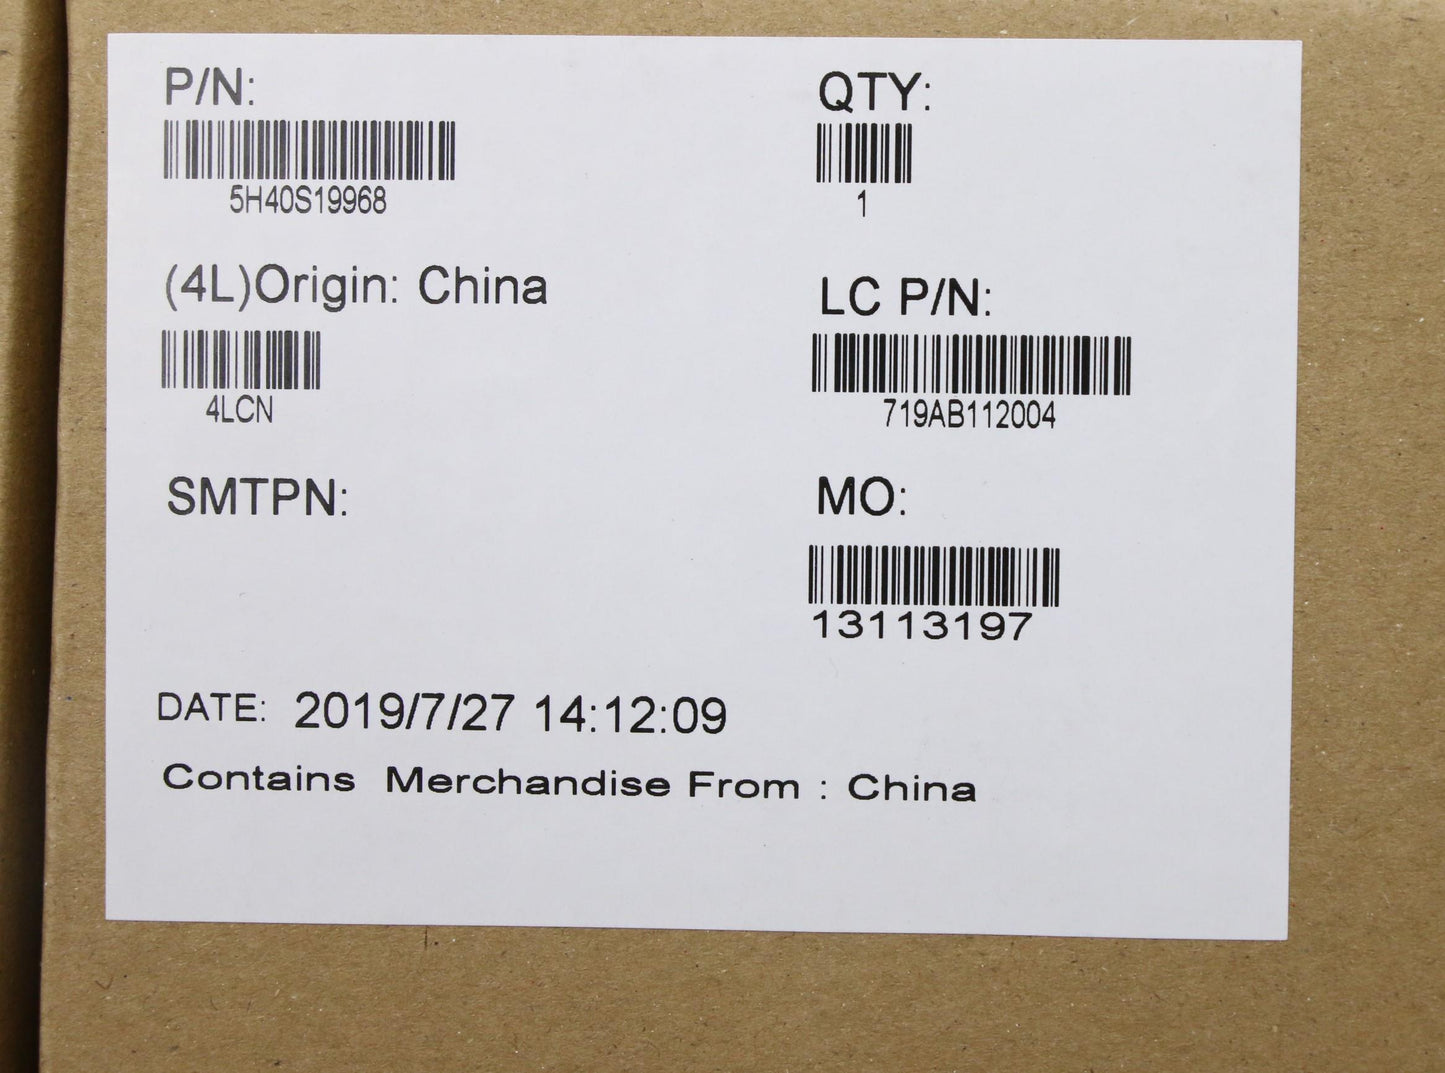 P/N:
5H40S19968
QTY:
1
(4L)Origin: China
4LCN
LC P/N:
719AB112004
SMTPN:
MO:
13113197
DATE: 2019/7/27 14:12:09
Contains Merchandise From : China